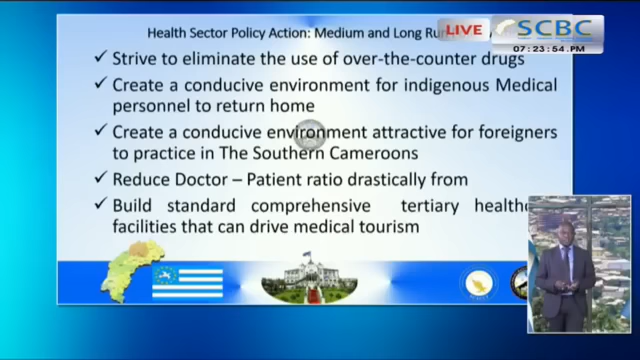 Health Sector Policy Action: Medium and Long Ru
LIVE
SCBC
07:23:54 PM
✓ Strive to eliminate the use of over-the-counter drugs
✓ Create a conducive environment for indigenous Medical
personnel to return home
✓ Create a conducive environment attractive for foreigners
to practice in The Southern Cameroons
✓ Reduce Doctor – Patient ratio drastically from
✓ Build standard comprehensive tertiary healthc
facilities that can drive medical tourism